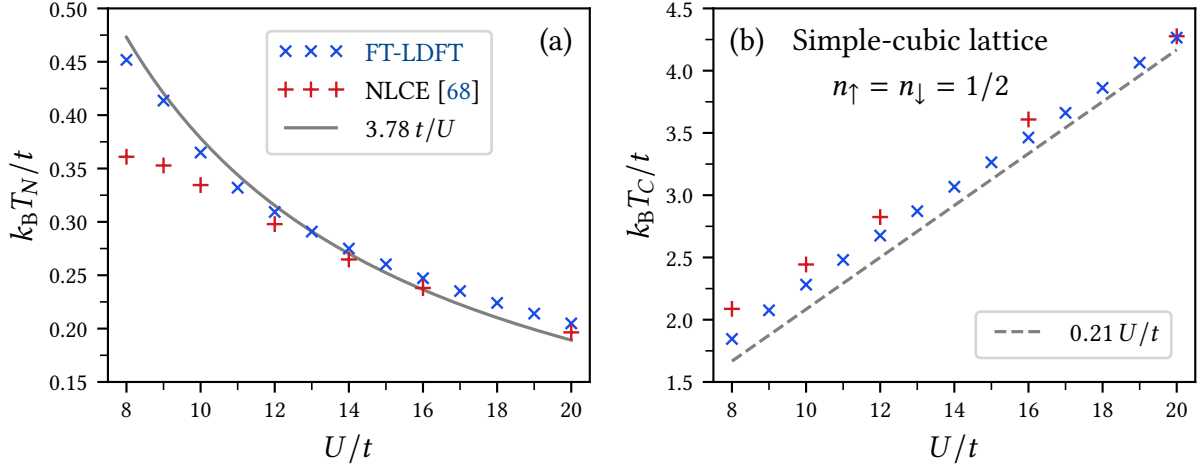 0.50
0.45
0.40
0.35
0.30
0.25
0.20
0.15
k_B T_N/t
8
10
12
14
16
18
20
U/t
(a)
FT-LDFT
NLCE [68]
3.78 t/U
4.5
4.0
3.5
3.0
2.5
2.0
1.5
k_B T_C/t
8
10
12
14
16
18
20
U/t
(b) Simple-cubic lattice
n↑ = n↓ = 1/2
0.21 U/t